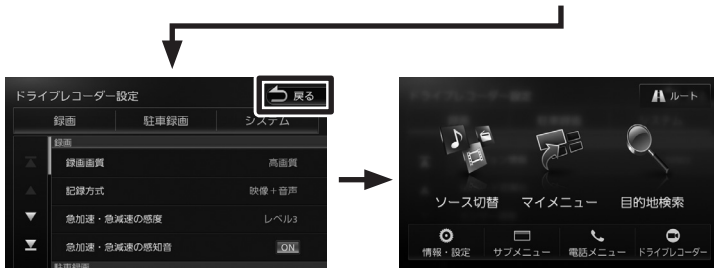 ドライブレコーダー設定
戻る
録画 駐車録画 システム
録画
録画画質 高画質
記録方式 映像+音声
急加速・急減速の感度 レベル3
急加速・急減速の感知音 ON
駐車録画
ルート
ソース切替 マイメニュー 目的地検索
情報・設定 サブメニュー 電話メニュー ドライブレコーダー